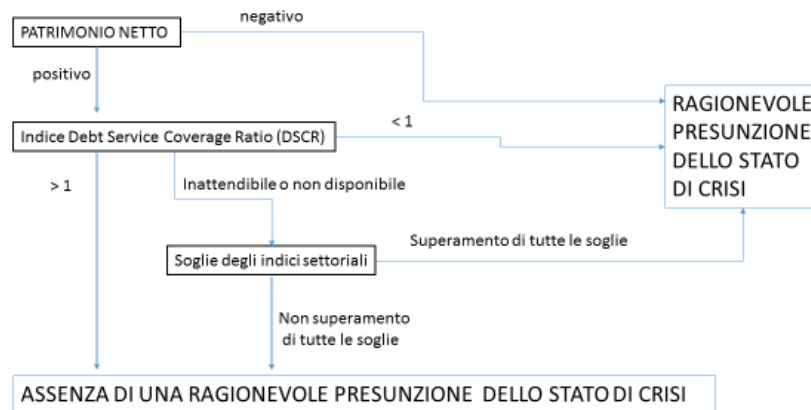 negativo
PATRIMONIO NETTO
positivo
RAGIONEVOLE
PRESUNZIONE
DELLO STATO
DI CRISI
< 1
Indice Debt Service Coverage Ratio (DSCR)
> 1
Inattendibile o non disponibile
Superamento di tutte le soglie
Soglie degli indici settoriali
Non superamento
di tutte le soglie
ASSENZA DI UNA RAGIONEVOLE PRESUNZIONE DELLO STATO DI CRISI